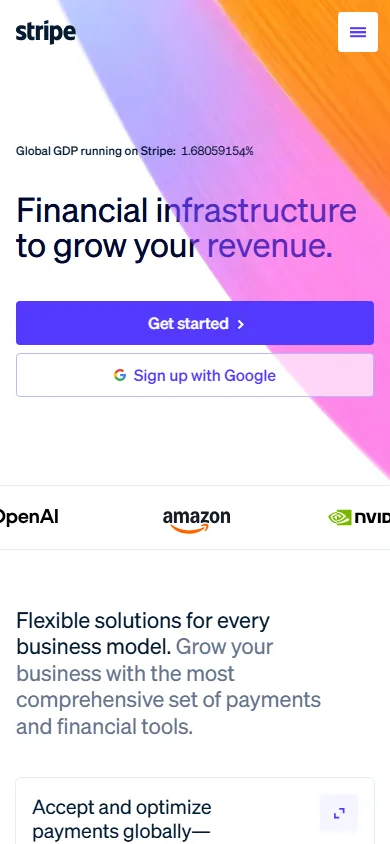 stripe
Global GDP running on Stripe: 1.68059154%
Financial infrastructure
to grow your revenue.
Get started
Sign up with Google
OpenAI
amazon
NVID
Flexible solutions for every
business model. Grow your
business with the most
comprehensive set of payments
and financial tools.
Accept and optimize
payments globally—